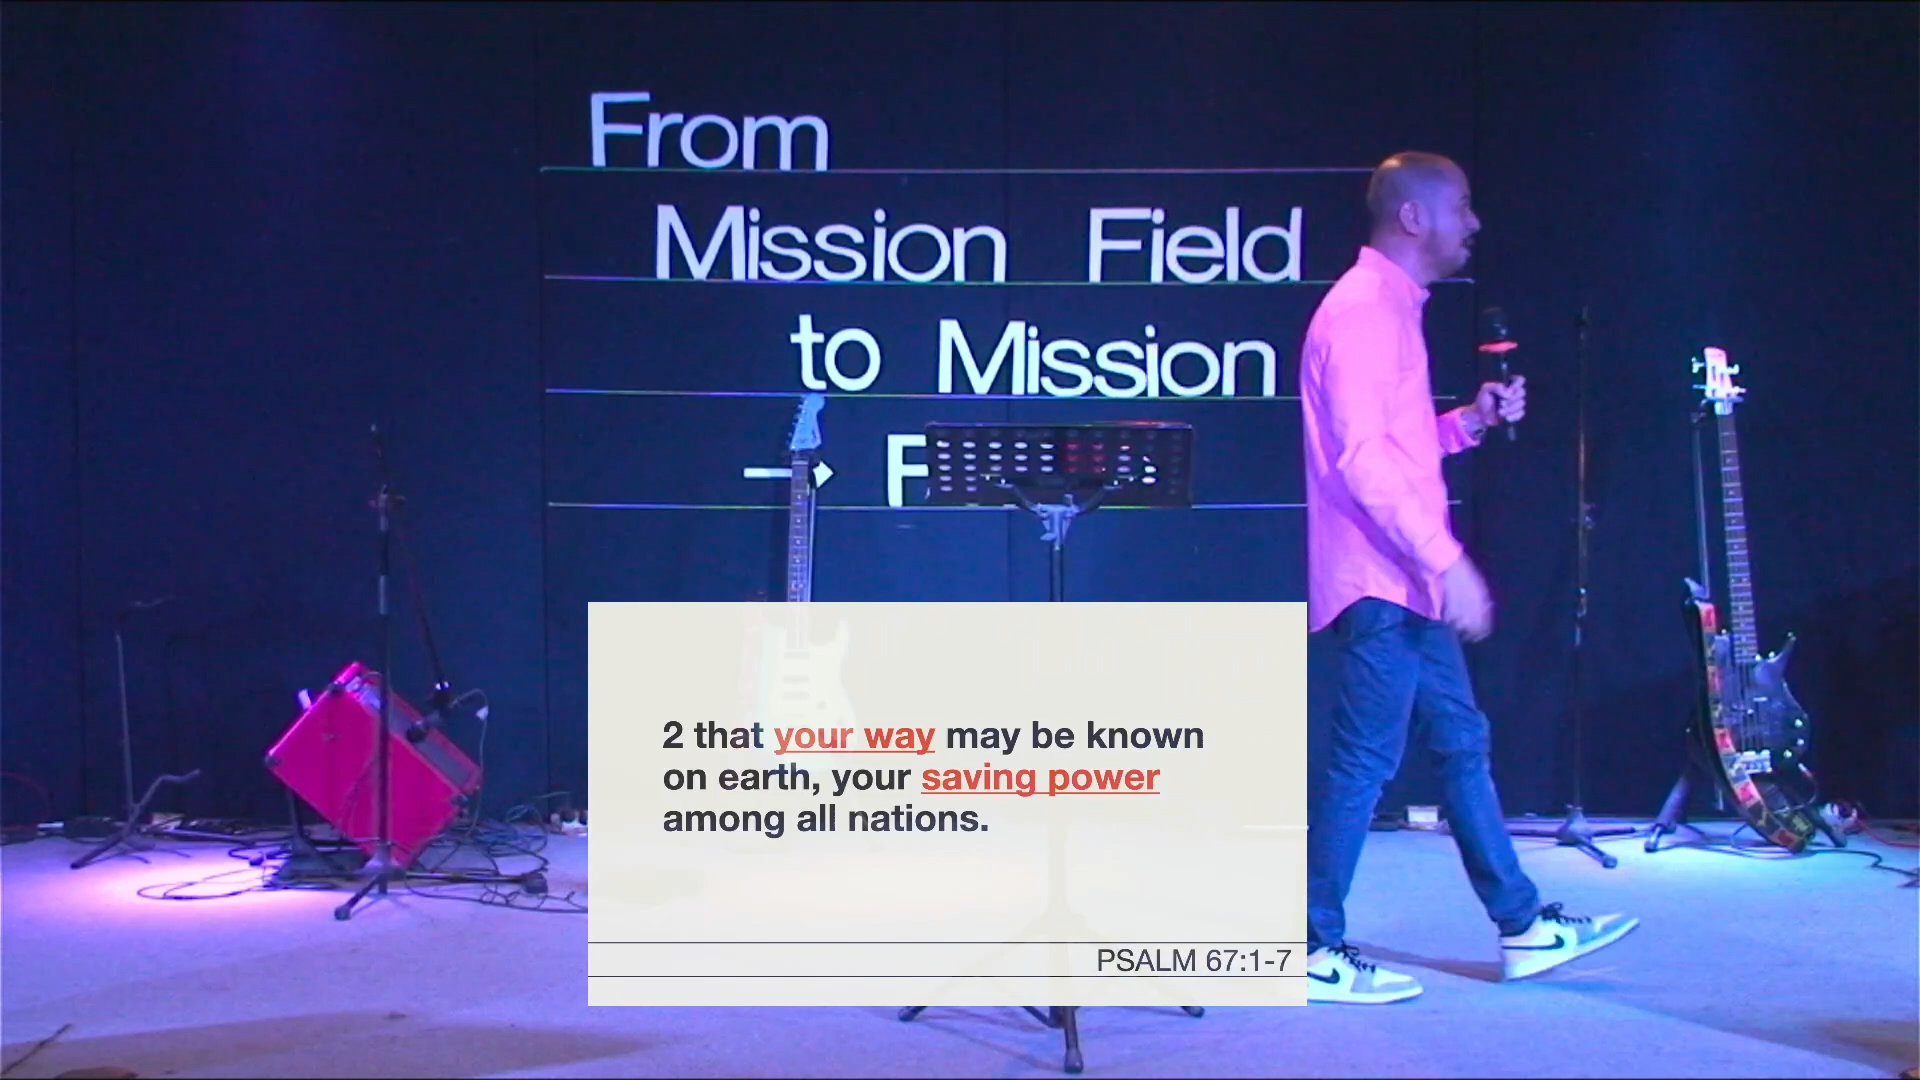 From
Mission Field
to Mission
→ F
2 that your way may be known
on earth, your saving power
among all nations.
PSALM 67:1-7